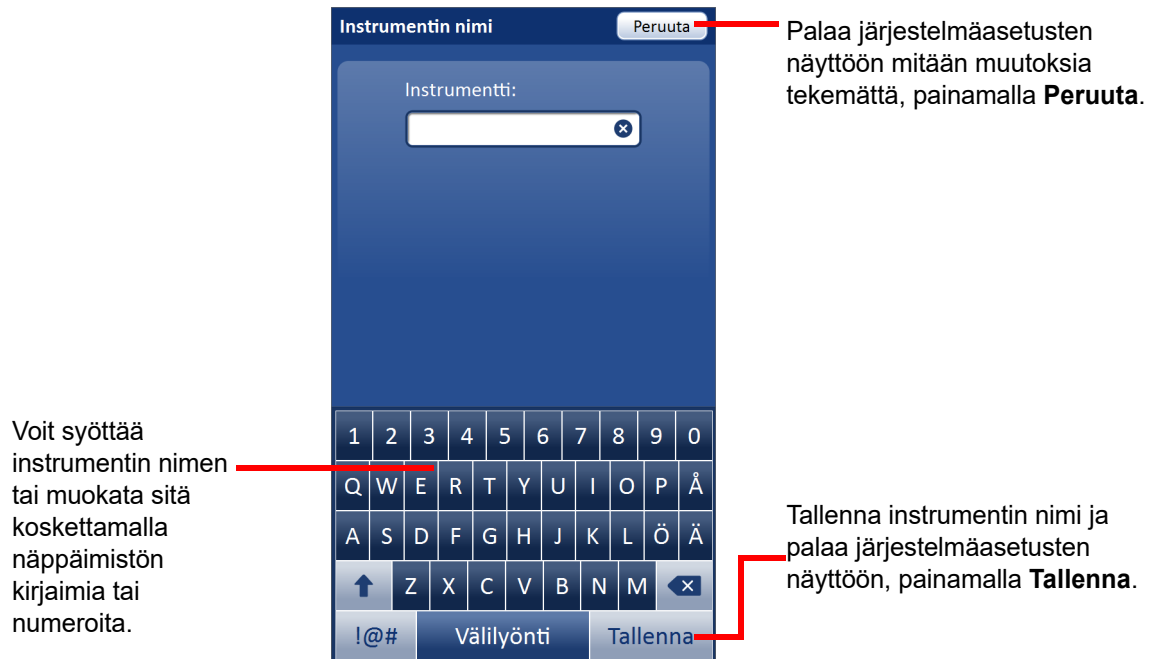 Instrumentin nimi
Peruuta
Palaa järjestelmäasetusten
näyttöön mitään muutoksia
tekemättä, painamalla Peruuta.
Instrumentti:
Voit syöttää
instrumentin nimen
tai muokata sitä
koskettamalla
näppäimistön
kirjaimia tai
numeroita.
1 2 3 4 5 6 7 8 9 0
Q W E R T Y U I O P Å
A S D F G H J K L Ö Ä
Z X C V B N M
!@# Välilyönti Tallenna
Tallenna instrumentin nimi ja
palaa järjestelmäasetusten
näyttöön, painamalla Tallenna.